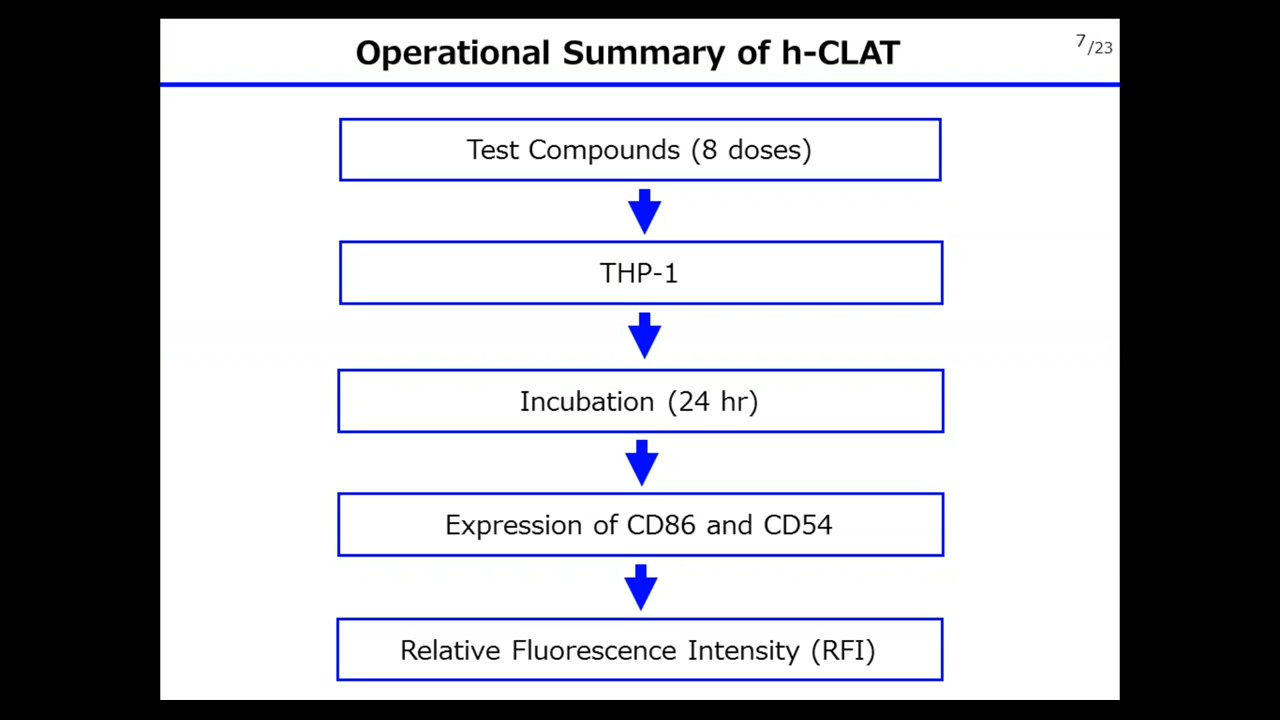 Operational Summary of h-CLAT
7/23
Test Compounds (8 doses)
THP-1
Incubation (24 hr)
Expression of CD86 and CD54
Relative Fluorescence Intensity (RFI)